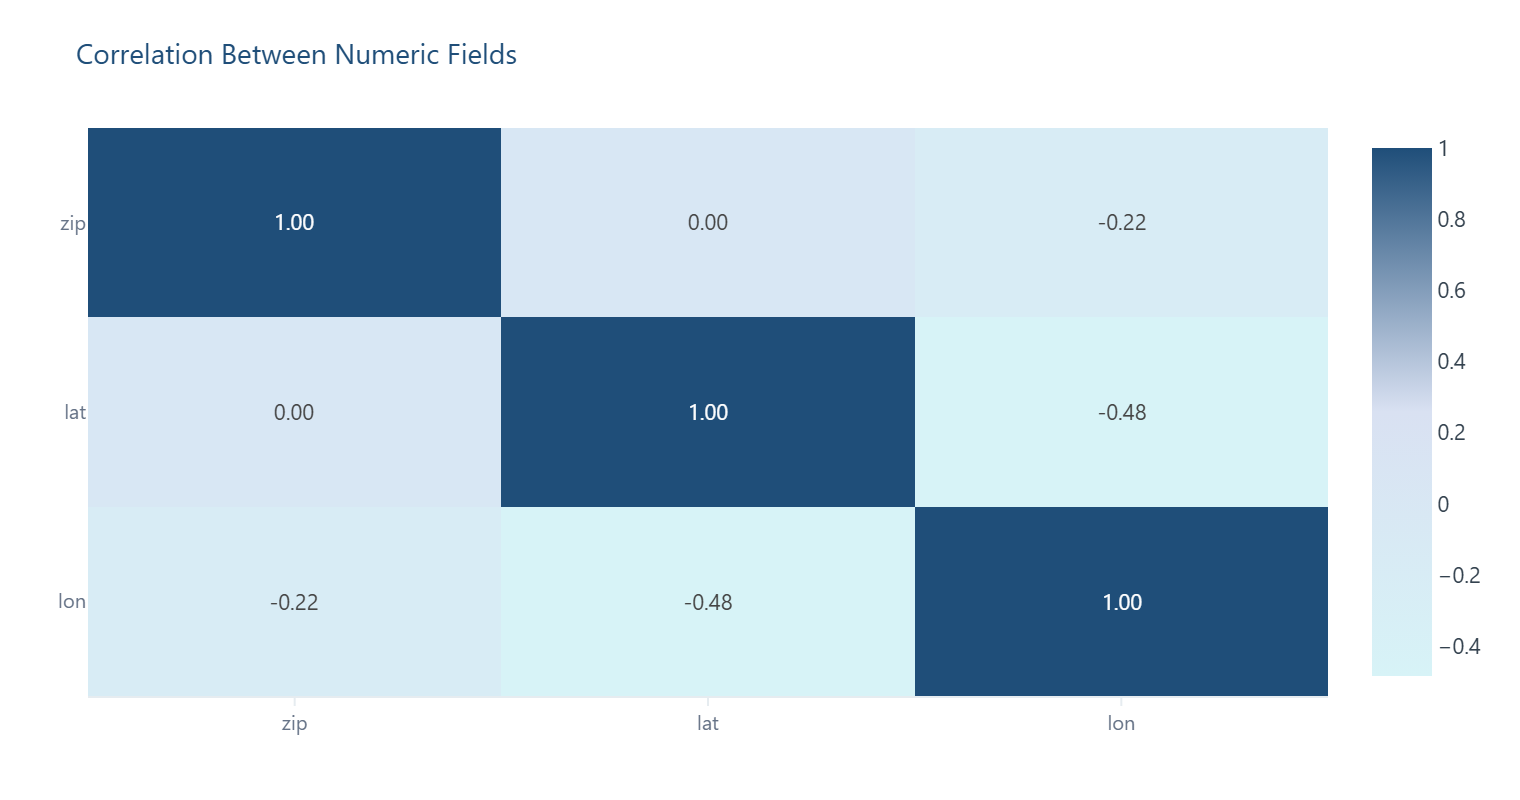 Correlation Between Numeric Fields
zip 1.00 0.00 -0.22
lat 0.00 1.00 -0.48
lon -0.22 -0.48 1.00
zip lat lon
1
0.8
0.6
0.4
0.2
0
−0.2
−0.4